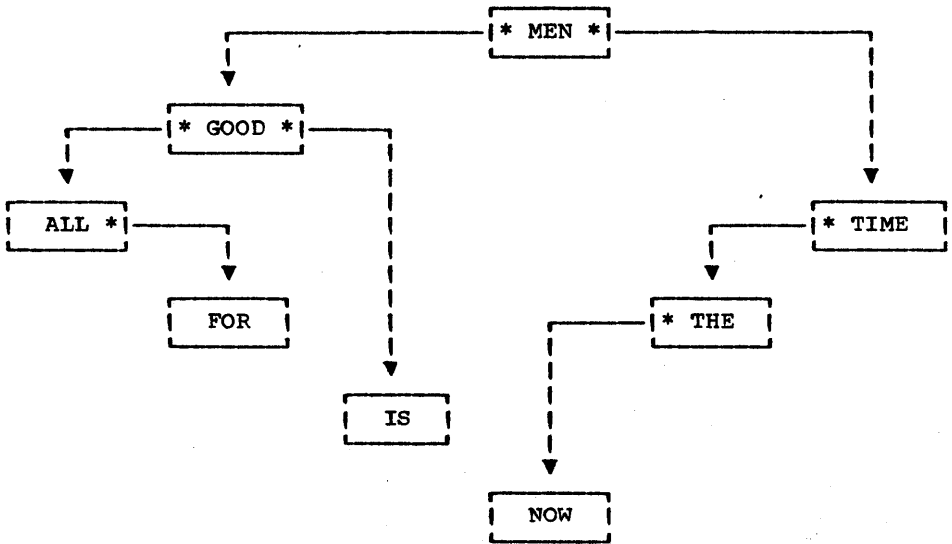 * MEN *
* GOOD *
ALL *
* TIME
FOR
* THE
IS
NOW